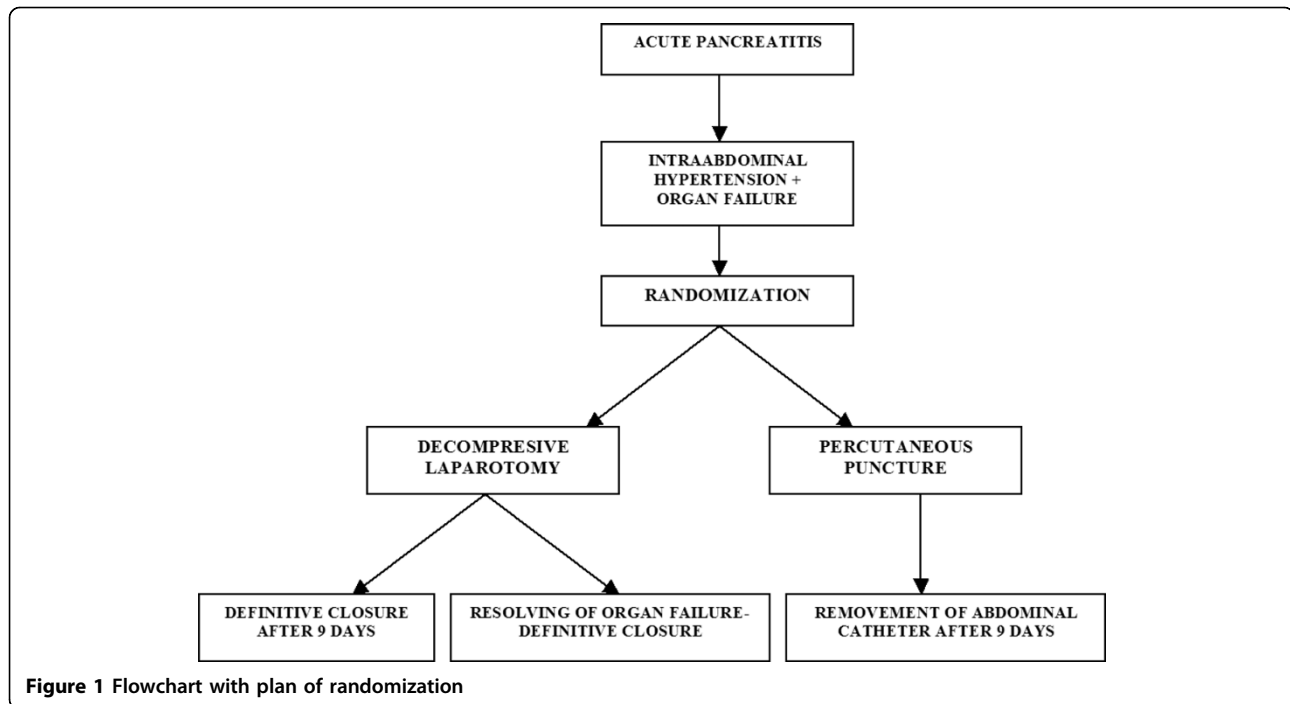 ACUTE PANCREATITIS
INTRAABDOMINAL
HYPERTENSION +
ORGAN FAILURE
RANDOMIZATION
DECOMPRESIVE
LAPAROTOMY
PERCUTANEOUS
PUNCTURE
DEFINITIVE CLOSURE
AFTER 9 DAYS
RESOLVING OF ORGAN FAILURE-
DEFINITIVE CLOSURE
REMOVEMENT OF ABDOMINAL
CATHETER AFTER 9 DAYS
Figure 1 Flowchart with plan of randomization